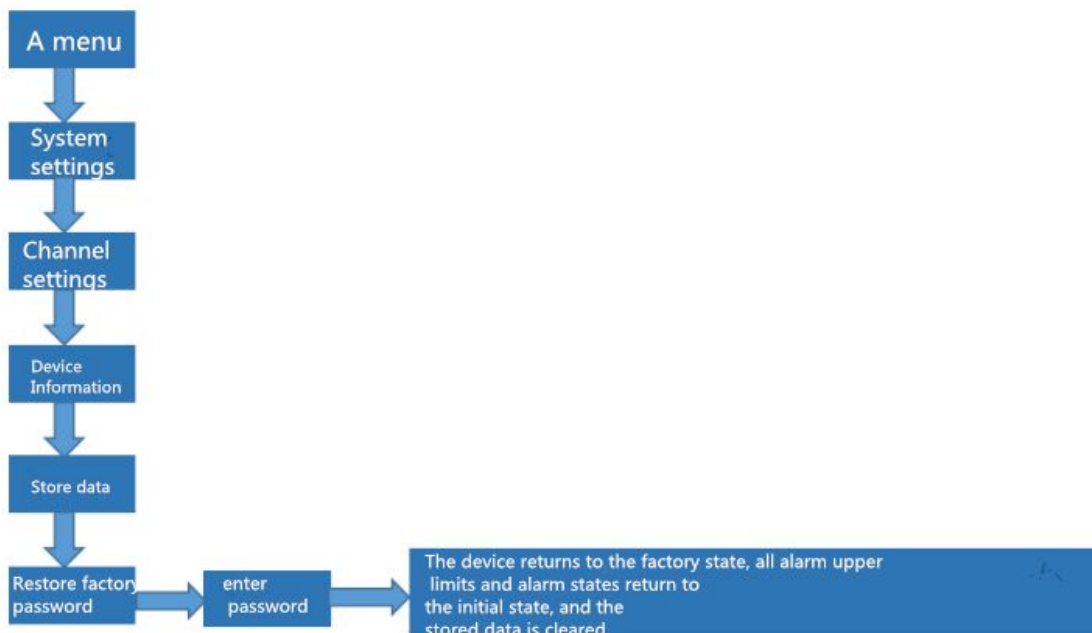 A menu
System
settings
Channel
settings
Device
Information
Store data
Restore factory
password
enter
password
The device returns to the factory state, all alarm upper
limits and alarm states return to
the initial state, and the
stored data is cleared